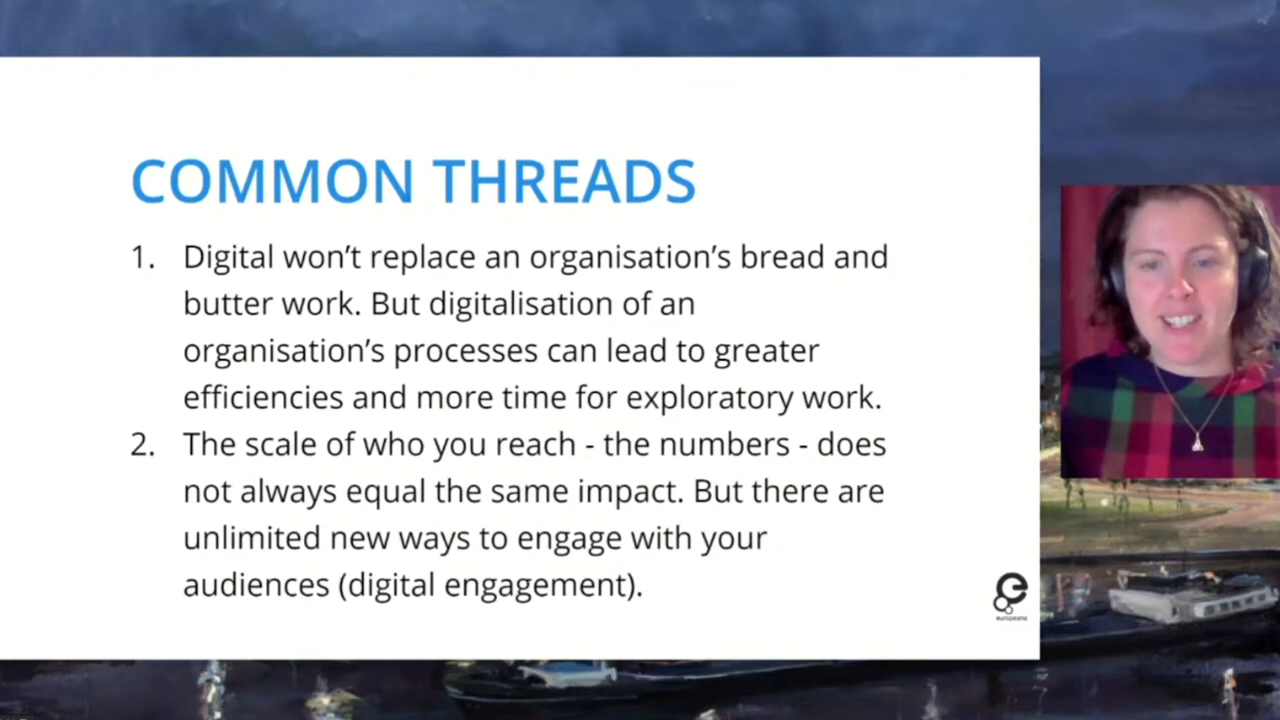 COMMON THREADS
1. Digital won’t replace an organisation’s bread and
butter work. But digitalisation of an
organisation’s processes can lead to greater
efficiencies and more time for exploratory work.
2. The scale of who you reach - the numbers - does
not always equal the same impact. But there are
unlimited new ways to engage with your
audiences (digital engagement).
europeana